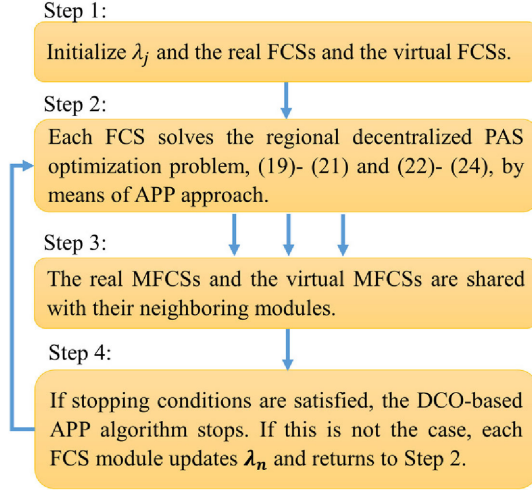 Step 1:
Initialize λ_j and the real FCSs and the virtual FCSs.
Step 2:
Each FCS solves the regional decentralized PAS
optimization problem, (19)- (21) and (22)- (24), by
means of APP approach.
Step 3:
The real MFCSs and the virtual MFCSs are shared
with their neighboring modules.
Step 4:
If stopping conditions are satisfied, the DCO-based
APP algorithm stops. If this is not the case, each
FCS module updates λ_n and returns to Step 2.